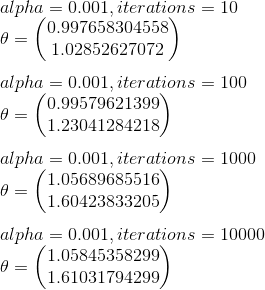 alpha = 0.001, iterations = 10
θ = (0.997658304558
1.02852627072)
alpha = 0.001, iterations = 100
θ = (0.99579621399
1.23041284218)
alpha = 0.001, iterations = 1000
θ = (1.05689685516
1.60423833205)
alpha = 0.001, iterations = 10000
θ = (1.05845358299
1.61031794299)